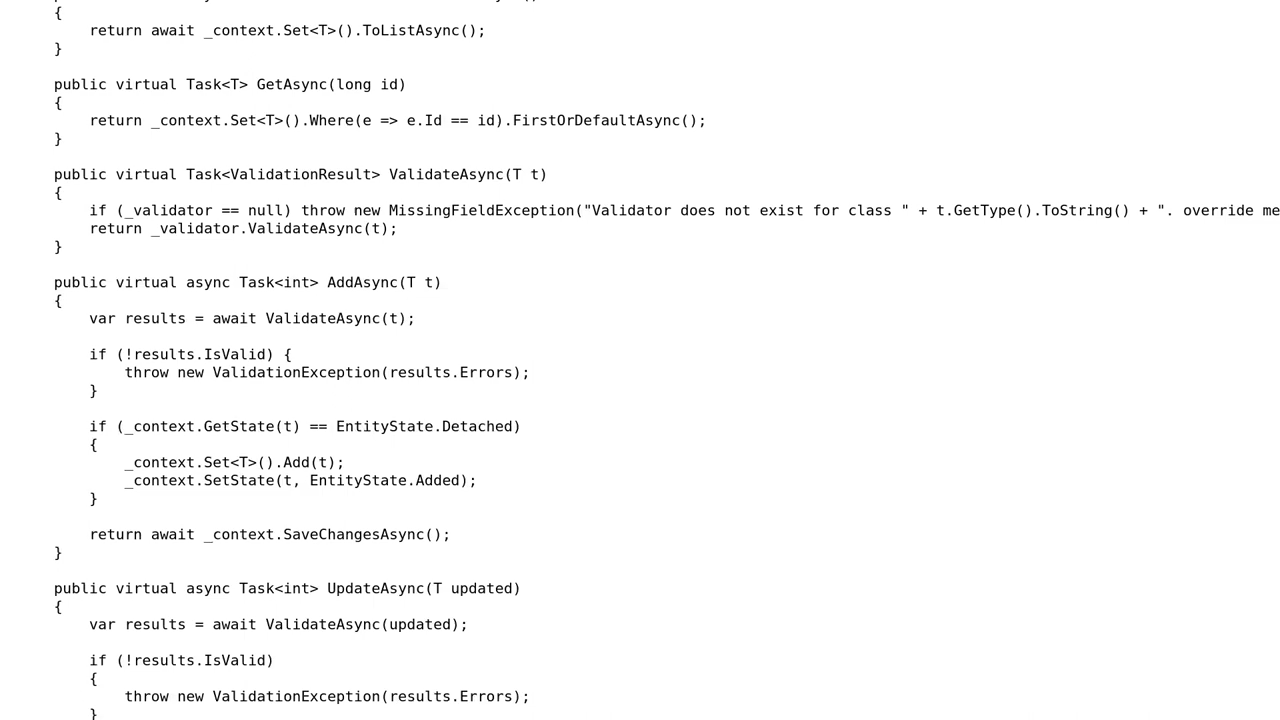 {
    return await _context.Set<T>().ToListAsync();
}
public virtual Task<T> GetAsync(long id)
{
    return _context.Set<T>().Where(e => e.Id == id).FirstOrDefaultAsync();
}
public virtual Task<ValidationResult> ValidateAsync(T t)
{
    if (_validator == null) throw new MissingFieldException("Validator does not exist for class " + t.GetType().ToString() + ". override me
    return _validator.ValidateAsync(t);
}
public virtual async Task<int> AddAsync(T t)
{
    var results = await ValidateAsync(t);
    if (!results.IsValid) {
        throw new ValidationException(results.Errors);
    }
    if (_context.GetState(t) == EntityState.Detached)
    {
        _context.Set<T>().Add(t);
        _context.SetState(t, EntityState.Added);
    }
    return await _context.SaveChangesAsync();
}
public virtual async Task<int> UpdateAsync(T updated)
{
    var results = await ValidateAsync(updated);
    if (!results.IsValid)
    {
        throw new ValidationException(results.Errors);
    }